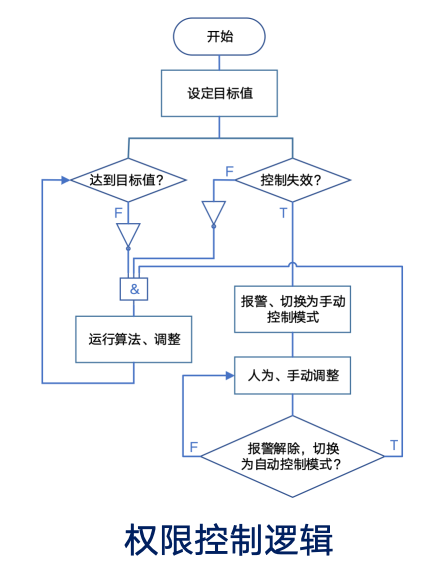 开始
设定目标值
达到目标值?
控制失效?
F
F
T
&
报警、切换为手动
控制模式
运行算法、调整
人为、手动调整
报警解除，切换
为自动控制模式?
F
T
权限控制逻辑